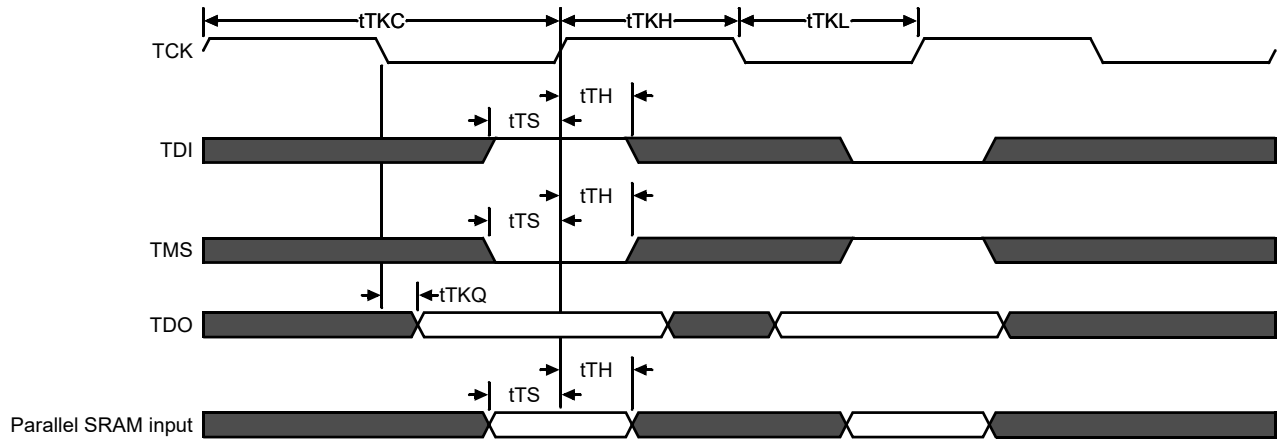 tTKC tTKH tTKL
TCK
tTH
tTS
TDI
tTH
tTS
TMS
tTKQ
TDO
tTH
tTS
Parallel SRAM input